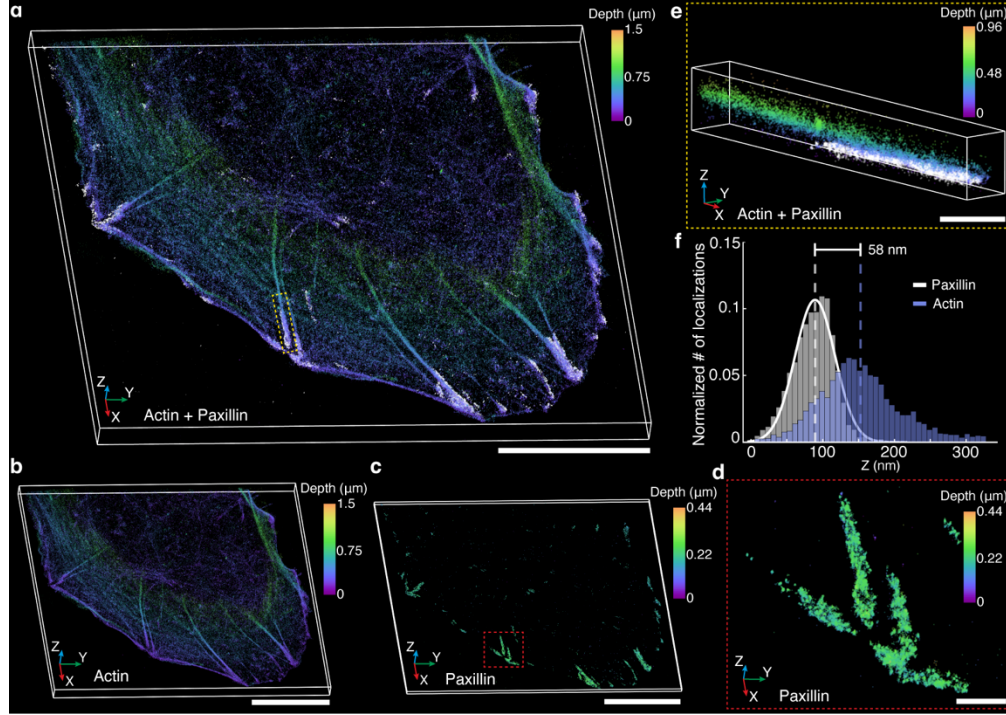 a
Depth (µm)
1.5
0.75
0
Z
Y
X
Actin + Paxillin
e
Depth (µm)
0.96
0.48
0
Z
Y
X
Actin + Paxillin
f
0.15
0.1
0.05
0
Normalized # of localizations
58 nm
Paxillin
Actin
0
100
200
300
Z (nm)
b
Depth (µm)
1.5
0.75
0
Z
Y
X
Actin
c
Depth (µm)
0.44
0.22
0
Z
Y
X
Paxillin
d
Depth (µm)
0.44
0.22
0
Z
Y
X
Paxillin